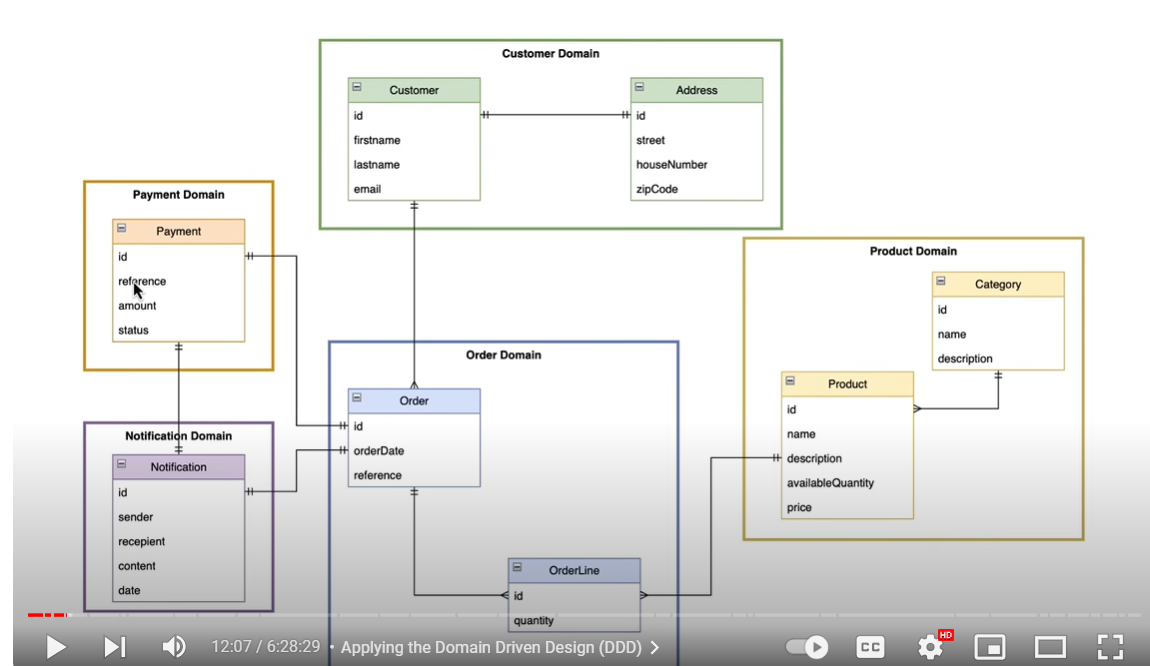 Customer Domain
Customer
id
firstname
lastname
email
Address
id
street
houseNumber
zipCode
Payment Domain
Payment
id
reference
amount
status
Product Domain
Category
id
name
description
Product
id
name
description
availableQuantity
price
Order Domain
Order
id
orderDate
reference
Notification Domain
Notification
id
sender
recepient
content
date
OrderLine
id
quantity
12:07 / 6:28:29 • Applying the Domain Driven Design (DDD)
CC
HD